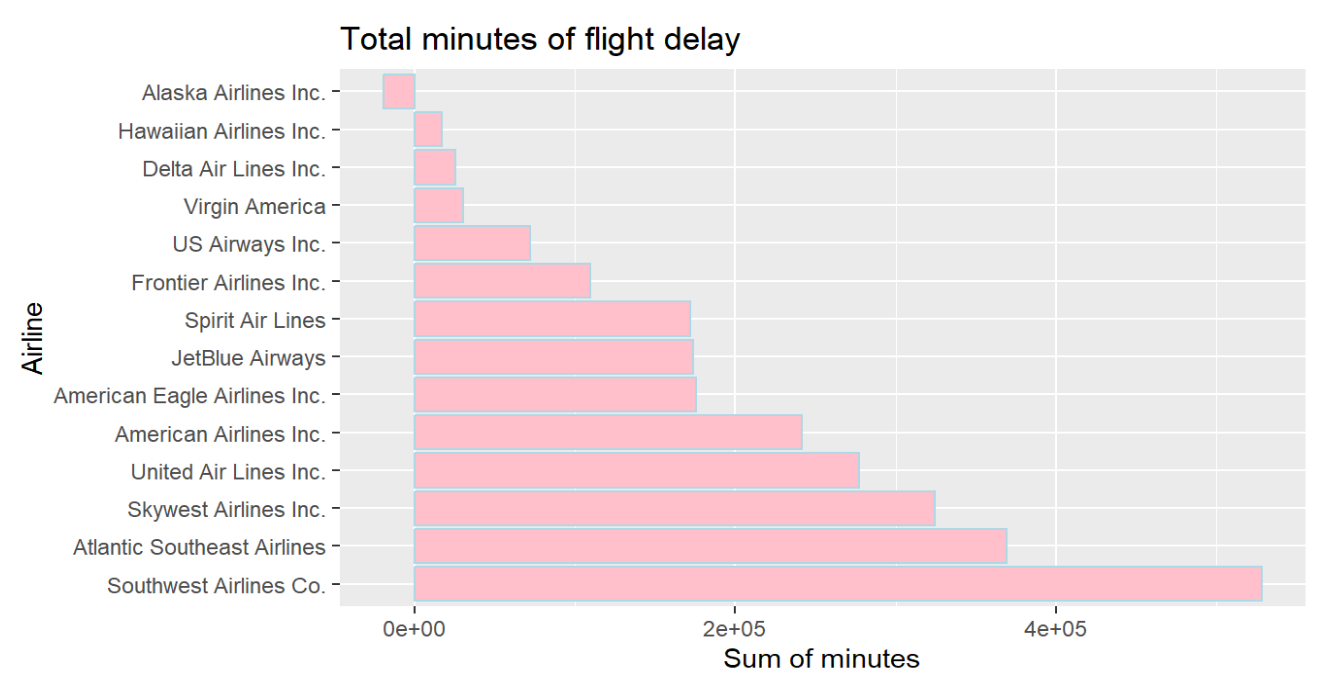 Total minutes of flight delay
Airline
Alaska Airlines Inc.
Hawaiian Airlines Inc.
Delta Air Lines Inc.
Virgin America
US Airways Inc.
Frontier Airlines Inc.
Spirit Air Lines
JetBlue Airways
American Eagle Airlines Inc.
American Airlines Inc.
United Air Lines Inc.
Skywest Airlines Inc.
Atlantic Southeast Airlines
Southwest Airlines Co.
0e+00 2e+05 4e+05
Sum of minutes